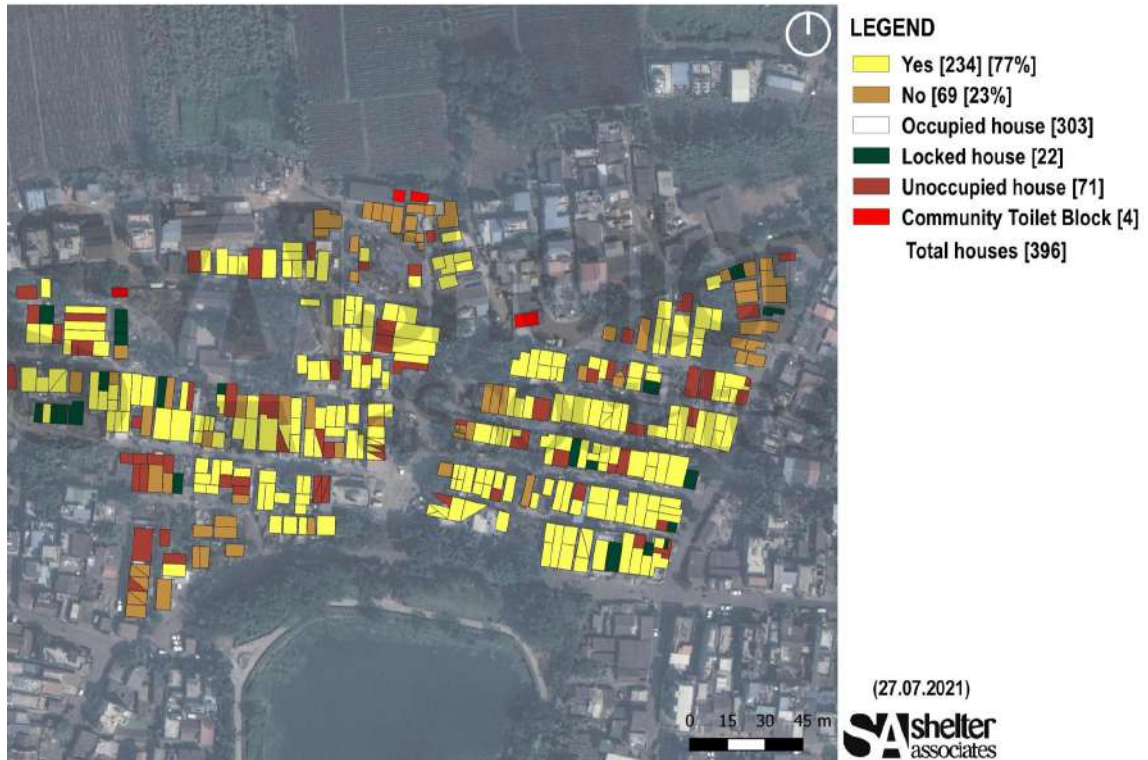 LEGEND
Yes [234] [77%]
No [69 [23%]
Occupied house [303]
Locked house [22]
Unoccupied house [71]
Community Toilet Block [4]
Total houses [396]
(27.07.2021)
0 15 30 45 m
SA shelter
associates